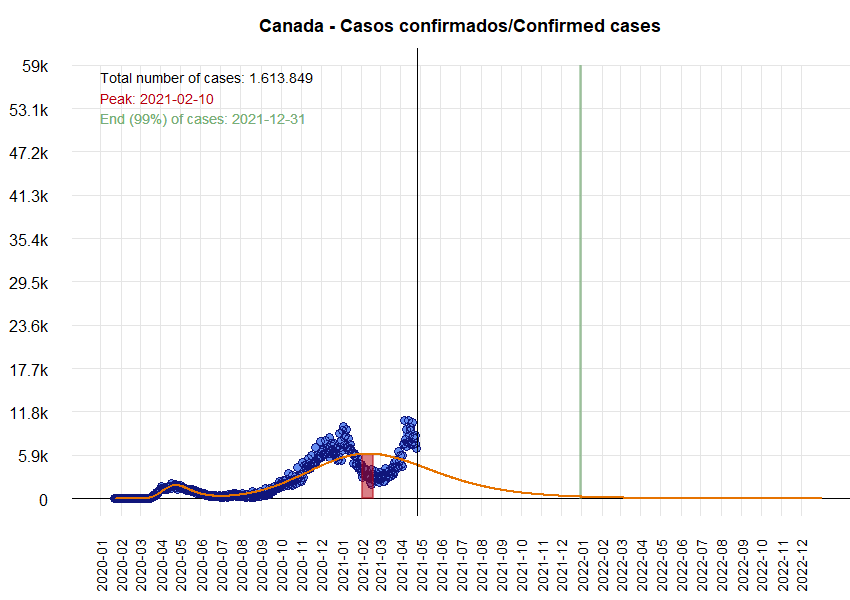 Canada - Casos confirmados/Confirmed cases
59k
Total number of cases: 1.613.849
Peak: 2021-02-10
End (99%) of cases: 2021-12-31
53.1k
47.2k
41.3k
35.4k
29.5k
23.6k
17.7k
11.8k
5.9k
0
2020-01
2020-02
2020-03
2020-04
2020-05
2020-06
2020-07
2020-08
2020-09
2020-10
2020-11
2020-12
2021-01
2021-02
2021-03
2021-04
2021-05
2021-06
2021-07
2021-08
2021-09
2021-10
2021-11
2021-12
2022-01
2022-02
2022-03
2022-04
2022-05
2022-06
2022-07
2022-08
2022-09
2022-10
2022-11
2022-12